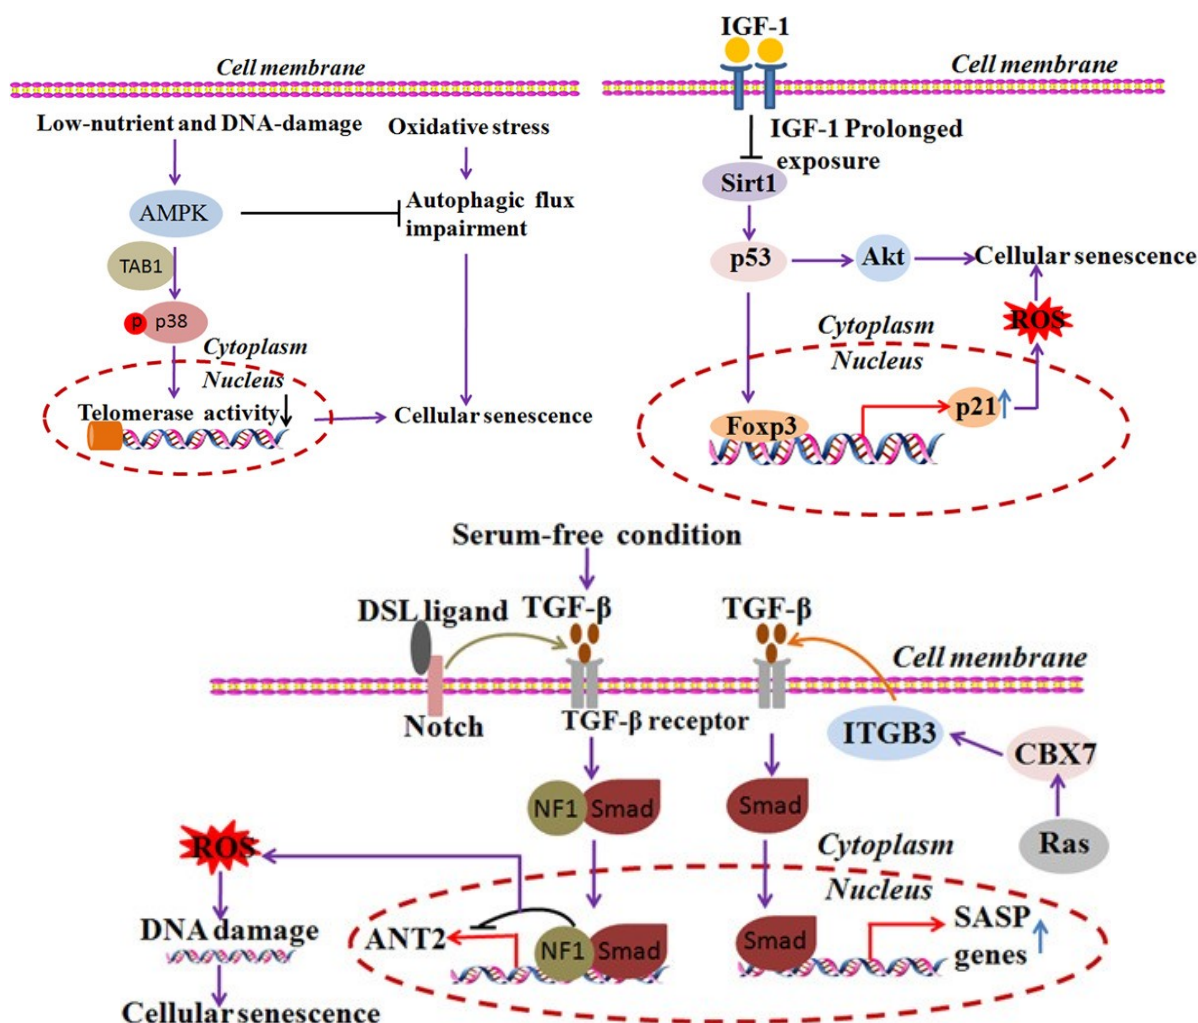 Cell membrane
Low-nutrient and DNA-damage
Oxidative stress
AMPK
Autophagic flux
impairment
TAB1
p p38
Cytoplasm
Nucleus
Telomerase activity
Cellular senescence
IGF-1
Cell membrane
IGF-1 Prolonged
exposure
Sirt1
p53
Akt
Cellular senescence
ROS
Cytoplasm
Nucleus
p21
Foxp3
Serum-free condition
DSL ligand
TGF-β
TGF-β
Cell membrane
Notch
TGF-β receptor
ITGB3
CBX7
NF1
Smad
Smad
Ras
ROS
Cytoplasm
Nucleus
DNA damage
ANT2
NF1
Smad
Smad
SASP
genes
Cellular senescence